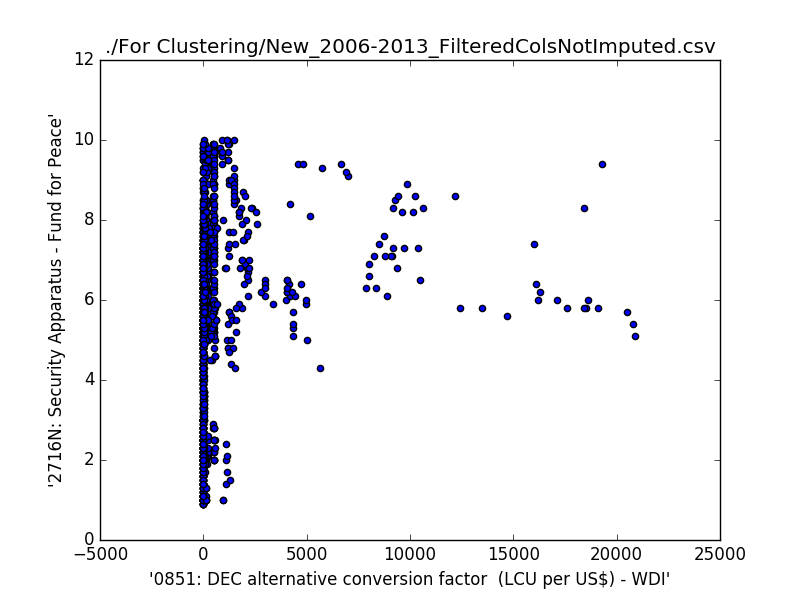 ./For Clustering/New_2006-2013_FilteredColsNotImputed.csv
12
10
8
6
4
2
0
−5000 0 5000 10000 15000 20000 25000
'2716N: Security Apparatus - Fund for Peace'
'0851: DEC alternative conversion factor  (LCU per US$) - WDI'